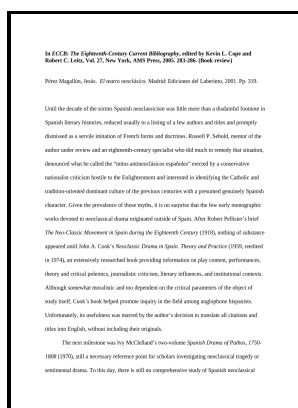 In ECCB: The Eighteenth-Century Current Bibliography, edited by Kevin L. Cope and
Robert C. Leitz, Vol. 27, New York, AMS Press, 2005. 283-286. (Book review)
Pérez Magallón, Jesús. El teatro neoclásico. Madrid: Ediciones del Laberinto, 2001. Pp. 319.
Until the decade of the sixties Spanish neoclassicism was little more than a disdainful footnote in
Spanish literary histories, reduced usually to a listing of a few authors and titles and promptly
dismissed as a servile imitation of French forms and doctrines. Russell P. Sebold, mentor of the
author under review and an eighteenth-century specialist who did much to remedy that situation,
denounced what he called the “mitos antineoclásicos españoles” erected by a conservative
nationalist criticism hostile to the Enlightenment and interested in identifying the Catholic and
tradition-oriented dominant culture of the previous centuries with a presumed genuinely Spanish
character. Given the prevalence of those myths, it is no surprise that the few early monographic
works devoted to neoclassical drama originated outside of Spain. After Robert Pellisier’s brief
The Neo-Classic Movement in Spain during the Eighteenth Century (1918), nothing of substance
appeared until John A. Cook’s Neoclassic Drama in Spain. Theory and Practice (1959, reedited
in 1974), an extensively researched book providing information on play content, performances,
theory and critical polemics, journalistic criticism, literary influences, and institutional contexts.
Although somewhat moralistic and too dependent on the critical parameters of the object of
study itself, Cook’s book helped promote inquiry in the field among anglophone hispanists.
Unfortunately, its usefulness was marred by the author’s decision to translate all citations and
titles into English, without including their originals.
The next milestone was Ivy McClelland’s two-volume Spanish Drama of Pathos, 1750-
1808 (1970), still a necessary reference point for scholars investigating neoclassical tragedy or
sentimental drama. To this day, there is still no comprehensive study of Spanish neoclassical